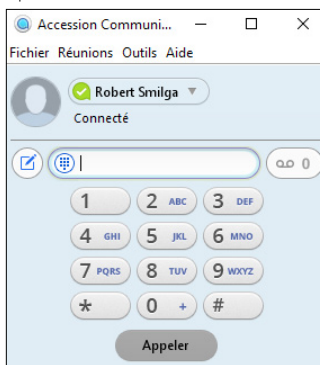 Accession Communi...
Fichier Réunions Outils Aide
Robert Smilga
Connecté
0
1 2 ABC 3 DEF
4 GHI 5 JKL 6 MNO
7 PQRS 8 TUV 9 WXYZ
* 0 + #
Appeler